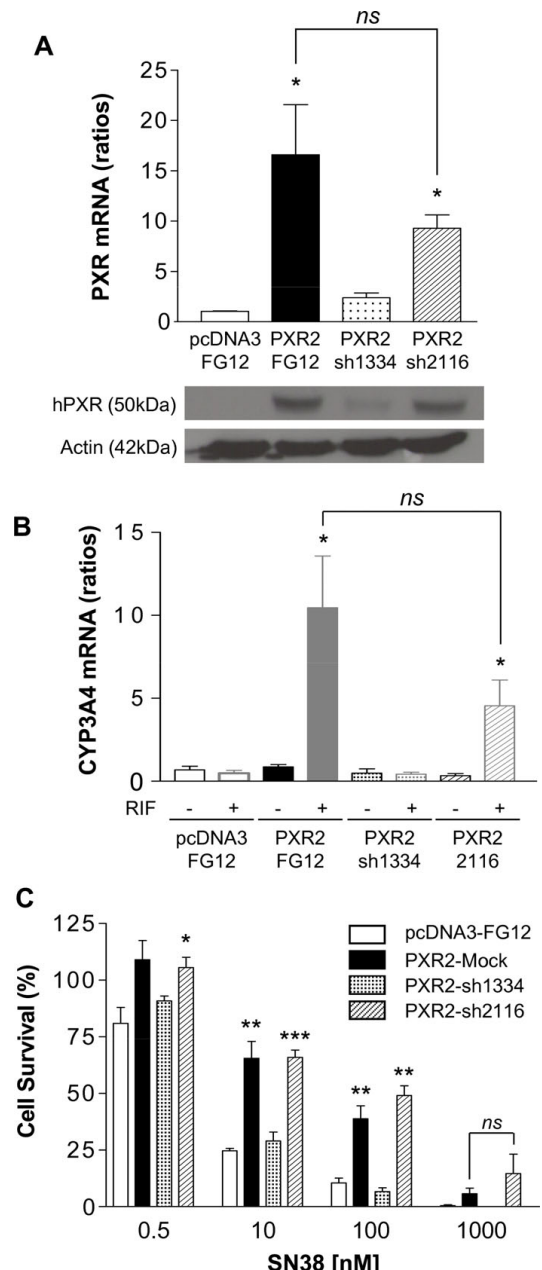 A
ns
PXR mRNA (ratios)
25
20
15
10
5
0
*
*
pcDNA3 PXR2 PXR2 PXR2
FG12 FG12 sh1334 sh2116
hPXR (50kDa)
Actin (42kDa)
B
ns
CYP3A4 mRNA (ratios)
15
10
5
0
*
*
RIF - + - + - + - +
pcDNA3 PXR2 PXR2 PXR2
FG12 FG12 sh1334 2116
C
Cell Survival (%)
125
100
75
50
25
0
pcDNA3-FG12
PXR2-Mock
PXR2-sh1334
PXR2-sh2116
*
** ***
** **
ns
0.5 10 100 1000
SN38 [nM]